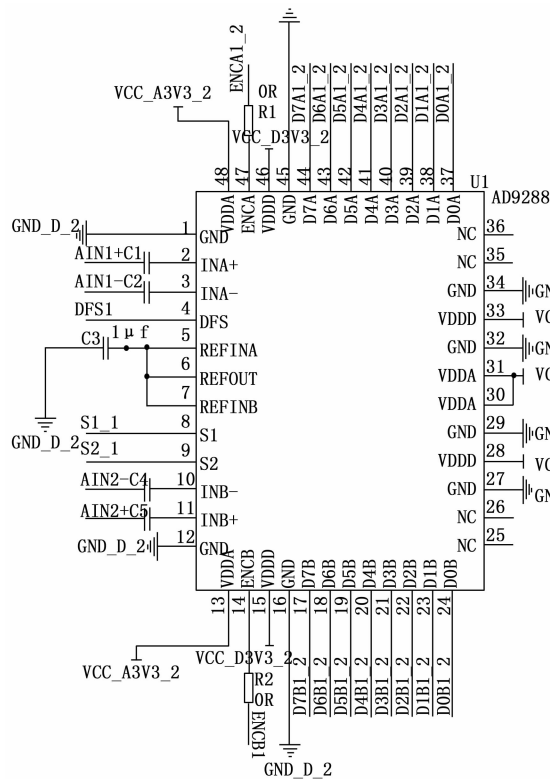 ENCA1_2
VCC_A3V3_2
0R
R1
VCC_D3V3_2
D7A1_2
D6A1_2
D5A1_2
D4A1_2
D3A1_2
D2A1_2
D1A1_2
D0A1_2
48 47 46 45 44 43 42 41 40 39 38 37
VDDA ENCA VDDD GND D7A D6A D5A D4A D3A D2A D1A D0A
U1
AD9288
GND_D_2 1 GND
AIN1+C1 2 INA+
AIN1-C2 3 INA-
DFS1 4 DFS
C3 1μf 5 REFINA
6 REFOUT
7 REFINB
GND_D_2
S1_1 8 S1
S2_1 9 S2
AIN2-C4 10 INB-
AIN2+C5 11 INB+
GND_D_2 12 GND
NC 36
NC 35
GND 34 GN
VDDD 33 VC
GND 32 GN
VDDA 31 VC
VDDA 30
GND 29 GN
VDDD 28 VC
GND 27 GN
NC 26
NC 25
VDDA ENCB VDDD GND D7B D6B D5B D4B D3B D2B D1B D0B
13 14 15 16 17 18 19 20 21 22 23 24
VCC_A3V3_2
VCC_D3V3_2
R2
0R
ENCB1
D7B1_2
D6B1_2
D5B1_2
D4B1_2
D3B1_2
D2B1_2
D1B1_2
D0B1_2
GND_D_2